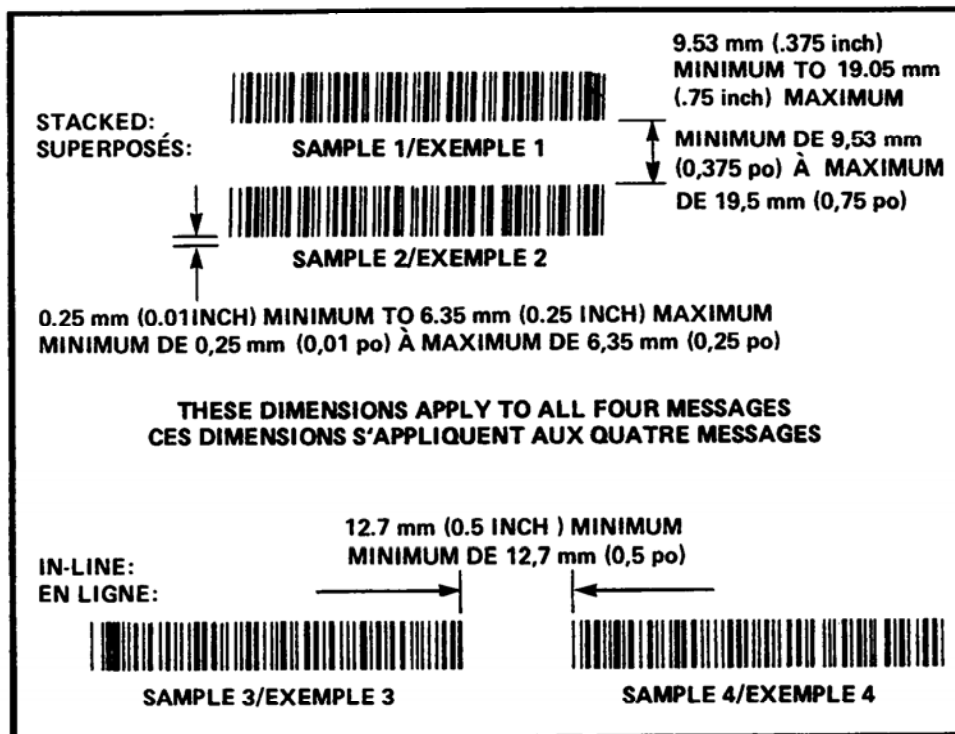 9.53 mm (.375 inch)
MINIMUM TO 19.05 mm
(.75 inch) MAXIMUM
STACKED:
SUPERPOSÉS:
SAMPLE 1/EXEMPLE 1
MINIMUM DE 9,53 mm
(0,375 po) À MAXIMUM
DE 19,5 mm (0,75 po)
SAMPLE 2/EXEMPLE 2
0.25 mm (0.01INCH) MINIMUM TO 6.35 mm (0.25 INCH) MAXIMUM
MINIMUM DE 0,25 mm (0,01 po) À MAXIMUM DE 6,35 mm (0,25 po)
THESE DIMENSIONS APPLY TO ALL FOUR MESSAGES
CES DIMENSIONS S'APPLIQUENT AUX QUATRE MESSAGES
12.7 mm (0.5 INCH ) MINIMUM
MINIMUM DE 12,7 mm (0,5 po)
IN-LINE:
EN LIGNE:
SAMPLE 3/EXEMPLE 3
SAMPLE 4/EXEMPLE 4